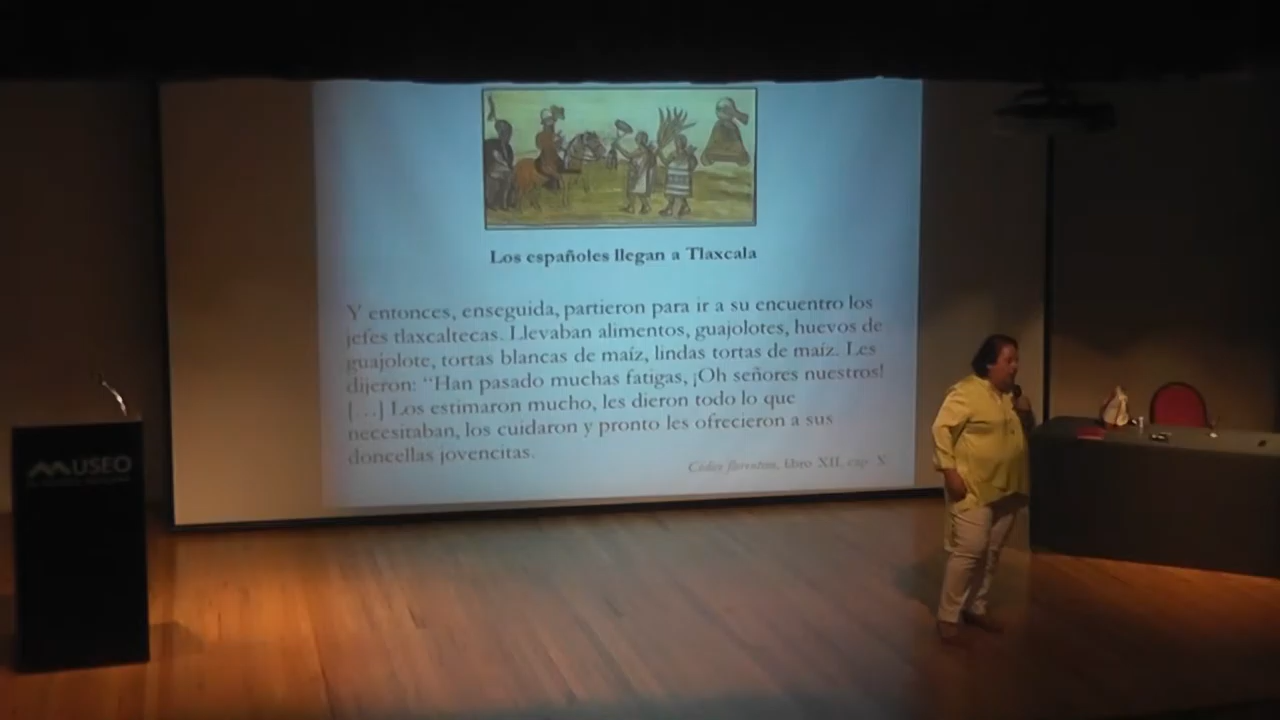 Los españoles llegan a Tlaxcala
Y entonces, enseguida, partieron para ir a su encuentro los
jefes tlaxcaltecas. Llevaban alimentos, guajolotes, huevos de
guajolote, tortas blancas de maíz, lindas tortas de maíz. Les
dijeron: “Han pasado muchas fatigas, ¡Oh señores nuestros!
[…] Los estimaron mucho, les dieron todo lo que
necesitaban, los cuidaron y pronto les ofrecieron a sus
doncellas jovencitas.
Códice florentino, libro XII, cap. X
MUSEO